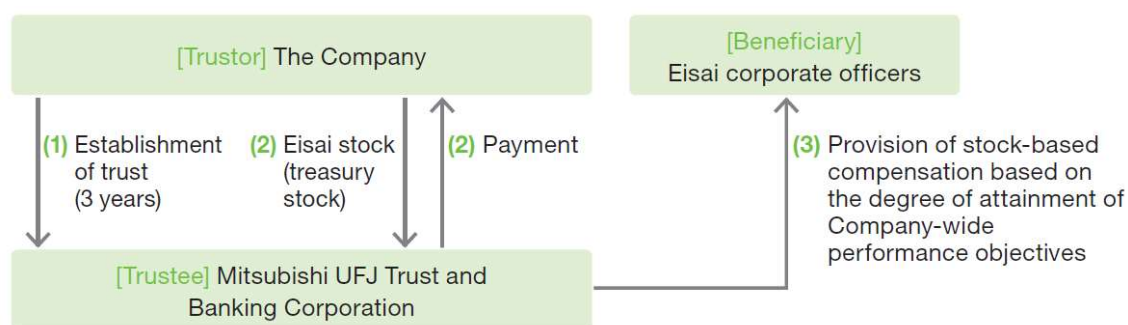 [Trustor] The Company
[Beneficiary]
Eisai corporate officers
(1) Establishment
of trust
(3 years)
(2) Eisai stock
(treasury
stock)
(2) Payment
(3) Provision of stock-based
compensation based on
the degree of attainment of
Company-wide
performance objectives
[Trustee] Mitsubishi UFJ Trust and
Banking Corporation